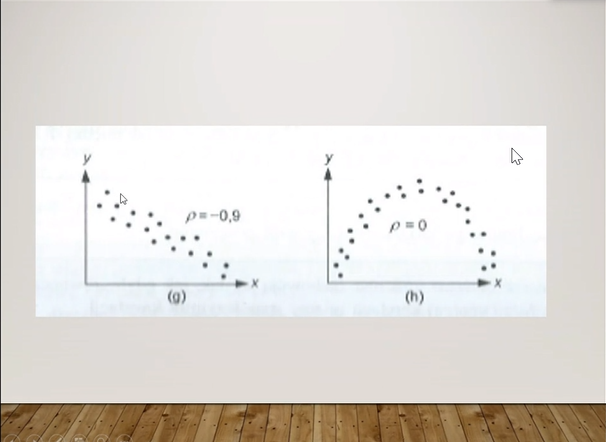 y
ρ = -0,9
x
(g)
y
ρ = 0
x
(h)